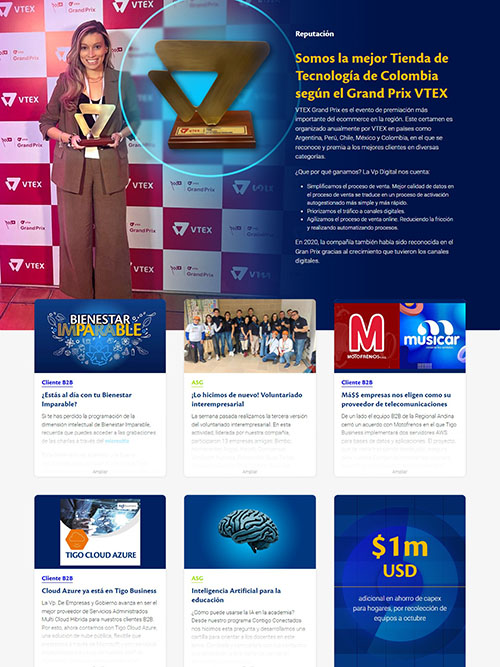 VTEX
GrandPrix
VTEX
GrandPrix
VTEX
VTEX
GrandPrix
VTEX
Reputación
Somos la mejor Tienda de
Tecnología de Colombia
según el Grand Prix VTEX
VTEX Grand Prix es el evento de premiación más
importante del ecommerce en la región. Este certamen es
organizado anualmente por VTEX en países como
Argentina, Perú, Chile, México y Colombia, en el que se
reconoce y premia a los mejores clientes en diversas
categorías.
¿Que por qué ganamos? La Vp Digital nos cuenta:
• Simplificamos el proceso de venta. Mejor calidad de datos en
el proceso de venta se traduce en un proceso de activación
autogestionado más simple y más rápido.
• Priorizamos el tráfico a canales digitales.
• Agilizamos el proceso de venta online. Reduciendo la fricción
y realizando automatizando procesos.
En 2020, la compañía también había sido reconocida en el
Gran Prix gracias al crecimiento que tuvieron los canales
digitales.
BIENESTAR
IMPARABLE
Cliente B2B
¿Estás al día con tu Bienestar
Imparable?
Si te has perdido la programación de la
dimensión intelectual de Bienestar Imparable,
recuerda que puedes acceder a las grabaciones
de las charlas a través del
Ampliar
ASG
¡Lo hicimos de nuevo! Voluntariado
interempresarial
La semana pasada realizamos la tercera versión
del voluntariado interempresarial. En esta
actividad, liderada por nuestra compañía,
participaron 13 empresas amigas: Bimbo,
Ampliar
M
MOTOFRENOS
musicar
Cliente B2B
Má$$ empresas nos eligen como su
proveedor de telecomunicaciones
De un lado el equipo B2B de la Regional Andina
cerró un acuerdo con Motofrenos en el que Tigo
Business implementará dos servidores AWS
para bases de datos y aplicaciones. El proyecto,
Ampliar
TIGO CLOUD AZURE
Cliente B2B
Cloud Azure ya está en Tigo Business
La Vp. De Empresas y Gobierno avanza en ser el
mejor proveedor de Servicios Administrados
Multi Cloud Híbrida para nuestros clientes B2B.
Por esto, ahora contamos con Tigo Cloud Azure,
una solución de nube pública, flexible que
ASG
Inteligencia Artificial para la
educación
¿Cómo puede usarse la IA en la academia?
Desde nuestro programa Contigo Conectados
nos hicimos esta pregunta y desarrollamos una
cartilla para orientar a los docentes en este
$1m
USD
adicional en ahorro de capex
para hogares, por recolección de
equipos a octubre